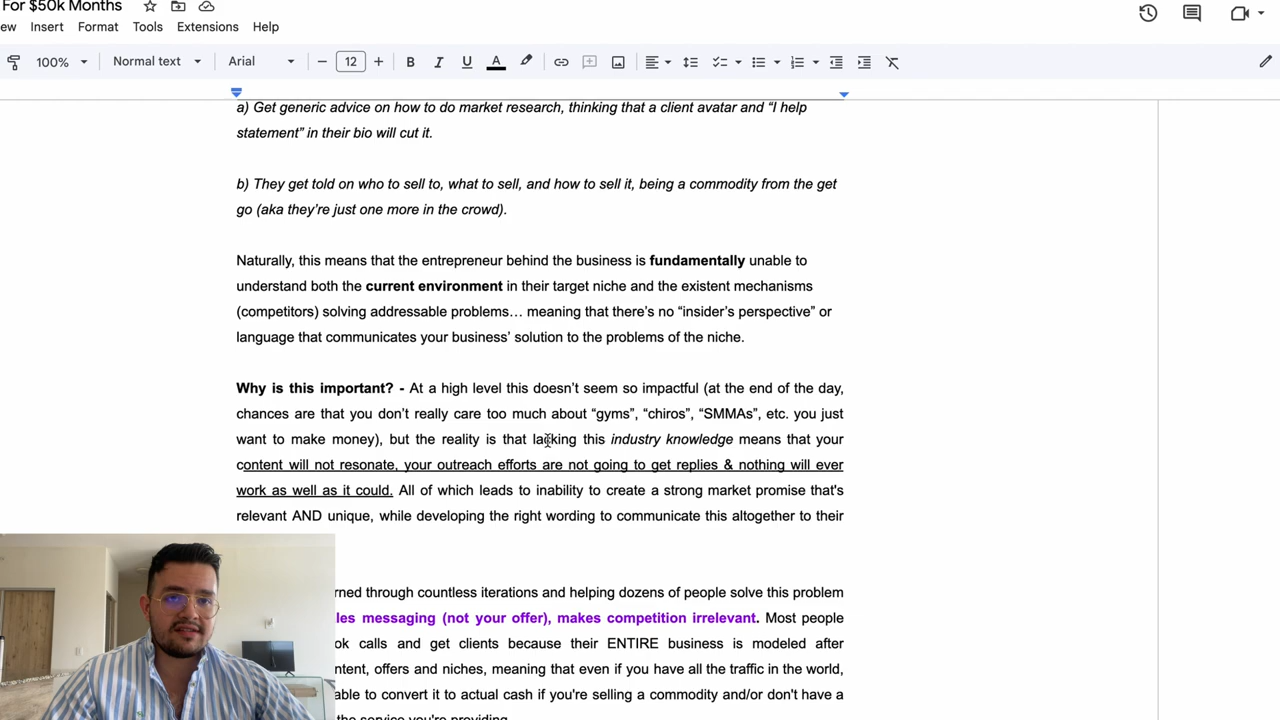 For $50k Months
ew Insert Format Tools Extensions Help
100% Normal text Arial − 12 + B I U A
a) Get generic advice on how to do market research, thinking that a client avatar and “I help
statement” in their bio will cut it.
b) They get told on who to sell to, what to sell, and how to sell it, being a commodity from the get
go (aka they’re just one more in the crowd).
Naturally, this means that the entrepreneur behind the business is fundamentally unable to
understand both the current environment in their target niche and the existent mechanisms
(competitors) solving addressable problems… meaning that there’s no “insider’s perspective” or
language that communicates your business’ solution to the problems of the niche.
Why is this important? - At a high level this doesn’t seem so impactful (at the end of the day,
chances are that you don’t really care too much about “gyms”, “chiros”, “SMMAs”, etc. you just
want to make money), but the reality is that lacking this industry knowledge means that your
content will not resonate, your outreach efforts are not going to get replies & nothing will ever
work as well as it could. All of which leads to inability to create a strong market promise that's
relevant AND unique, while developing the right wording to communicate this altogether to their
rned through countless iterations and helping dozens of people solve this problem
les messaging (not your offer), makes competition irrelevant. Most people
ok calls and get clients because their ENTIRE business is modeled after
ntent, offers and niches, meaning that even if you have all the traffic in the world,
able to convert it to actual cash if you're selling a commodity and/or don't have a
the service you're providing.